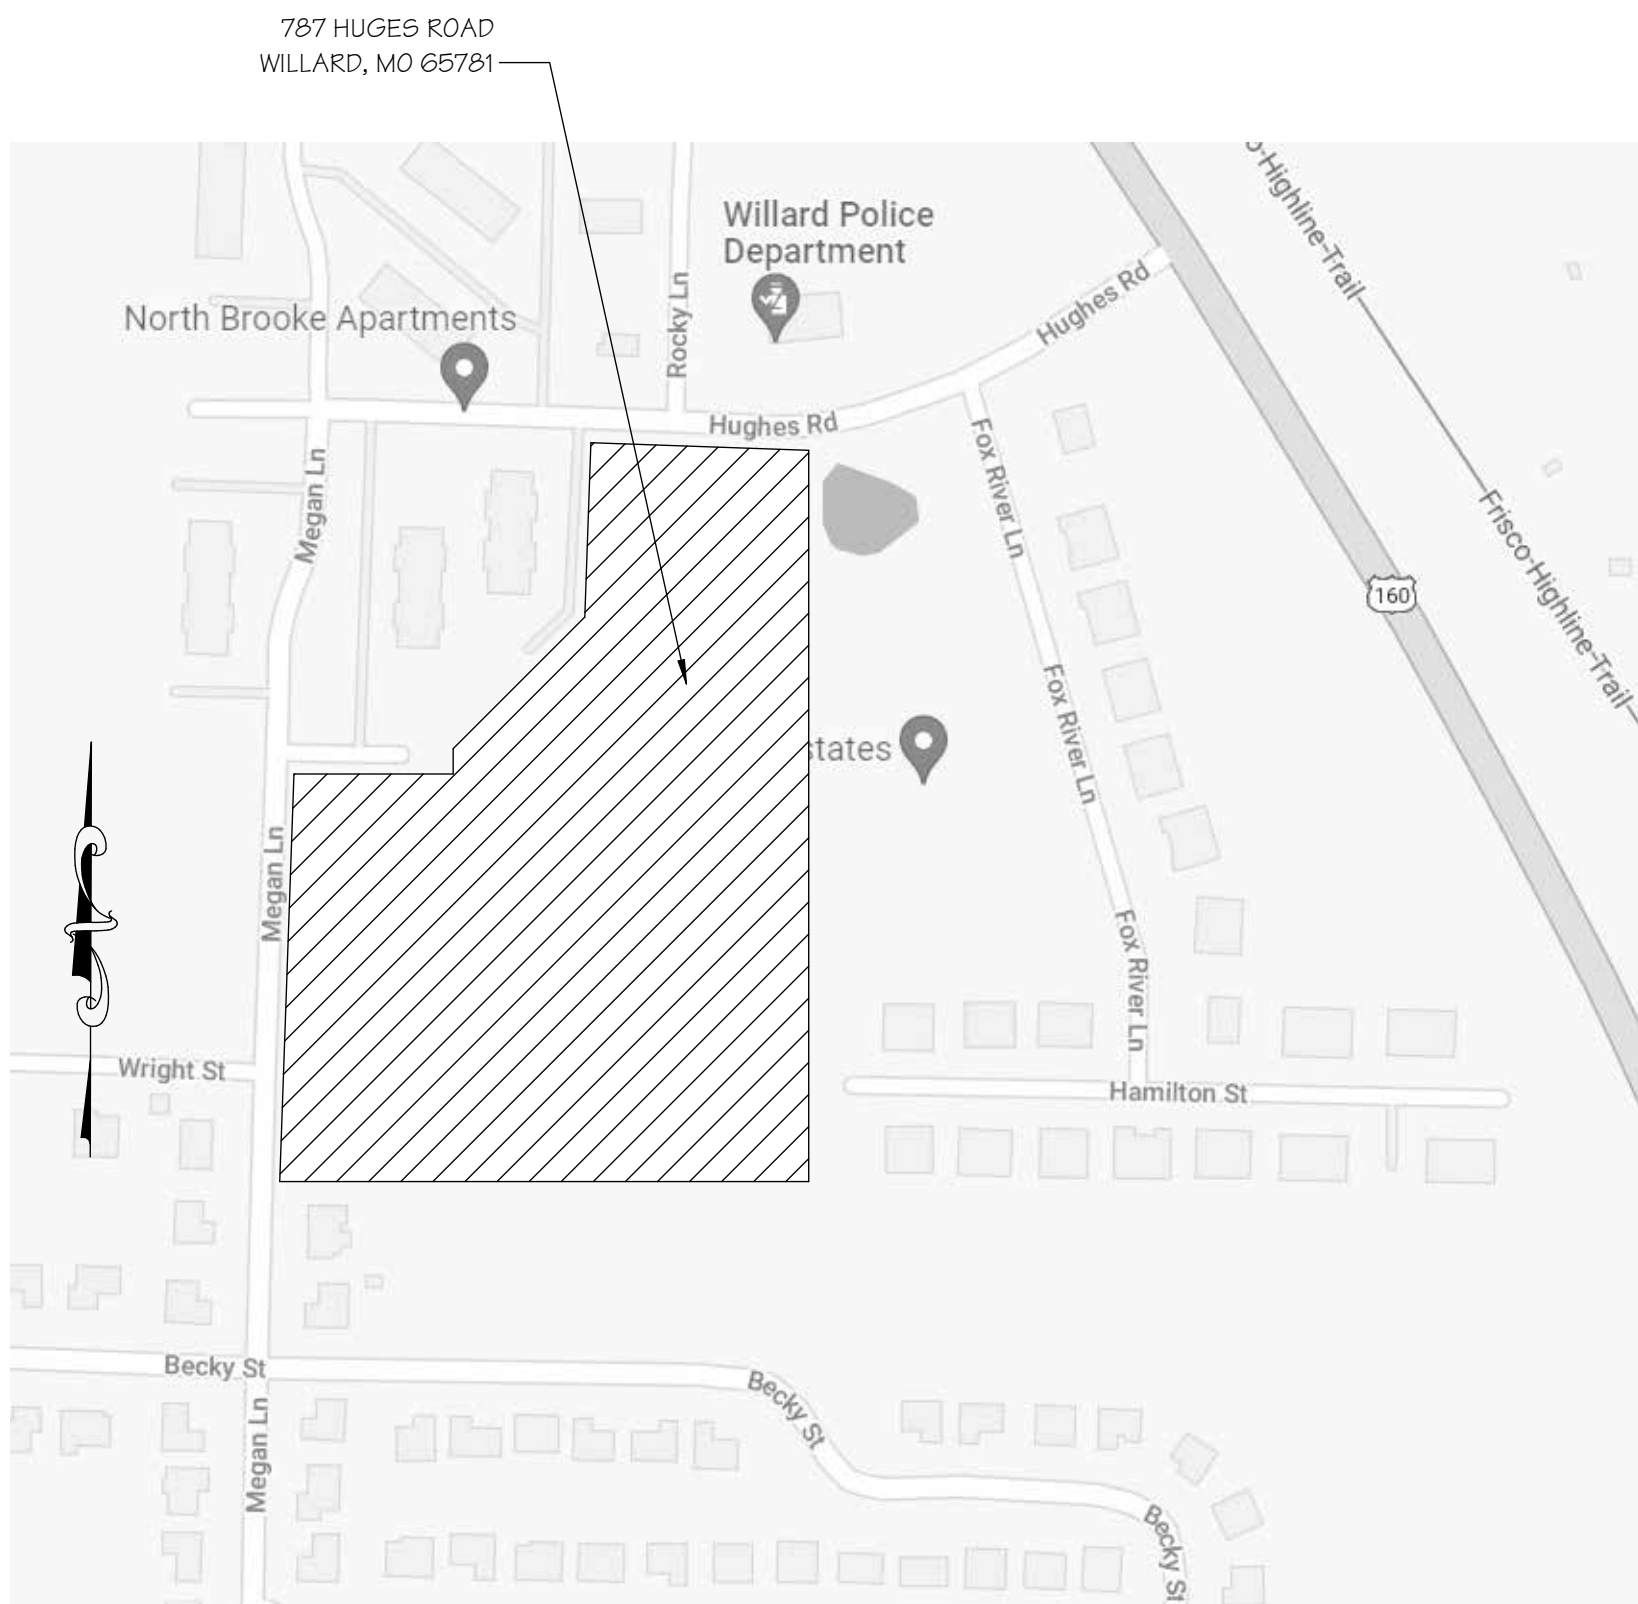 787 HUGES ROAD
WILLARD, MO 65781
o-Highline-Trail
Willard Police
Department
Hughes Rd
Rocky Ln
North Brooke Apartments
Hughes Rd
Megan Ln
Fox River Ln
Frisco-Highline-Trail
160
Fox River Ln
states
Megan Ln
Fox River Ln
Wright St
Hamilton St
Becky St
Becky St
Megan Ln
Becky St